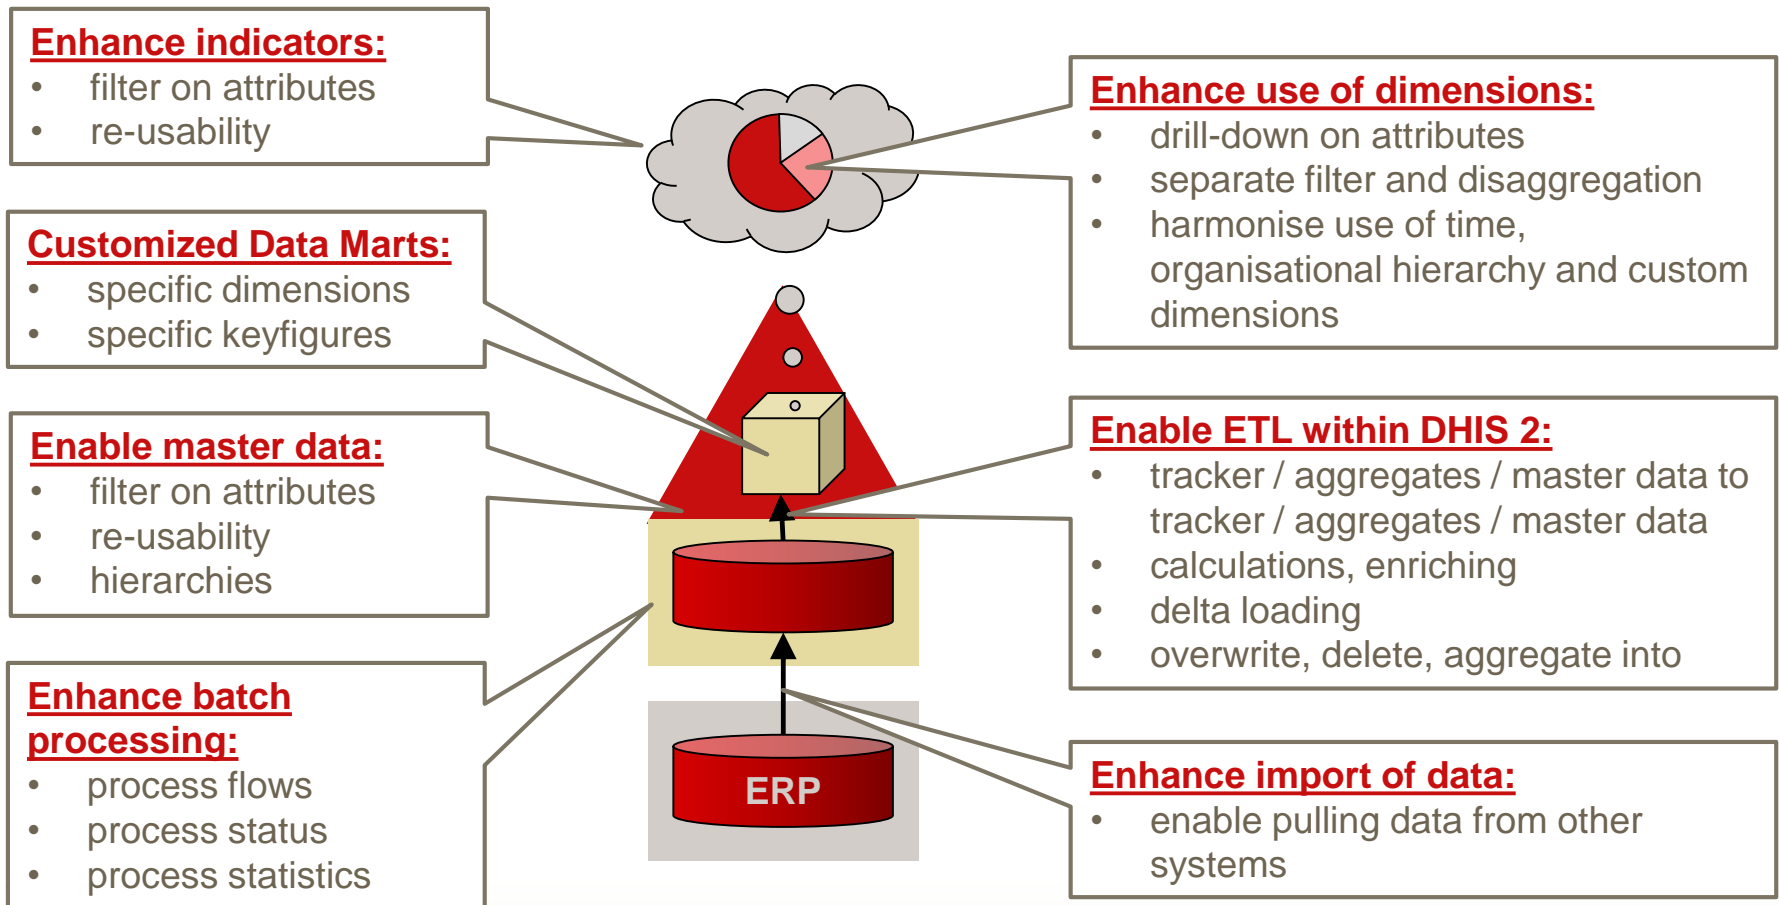 Enhance indicators:
• filter on attributes
• re-usability
Customized Data Marts:
• specific dimensions
• specific keyfigures
Enable master data:
• filter on attributes
• re-usability
• hierarchies
Enhance batch
processing:
• process flows
• process status
• process statistics
ERP
Enhance use of dimensions:
• drill-down on attributes
• separate filter and disaggregation
• harmonise use of time,
organisational hierarchy and custom
dimensions
Enable ETL within DHIS 2:
• tracker / aggregates / master data to
tracker / aggregates / master data
• calculations, enriching
• delta loading
• overwrite, delete, aggregate into
Enhance import of data:
• enable pulling data from other
systems